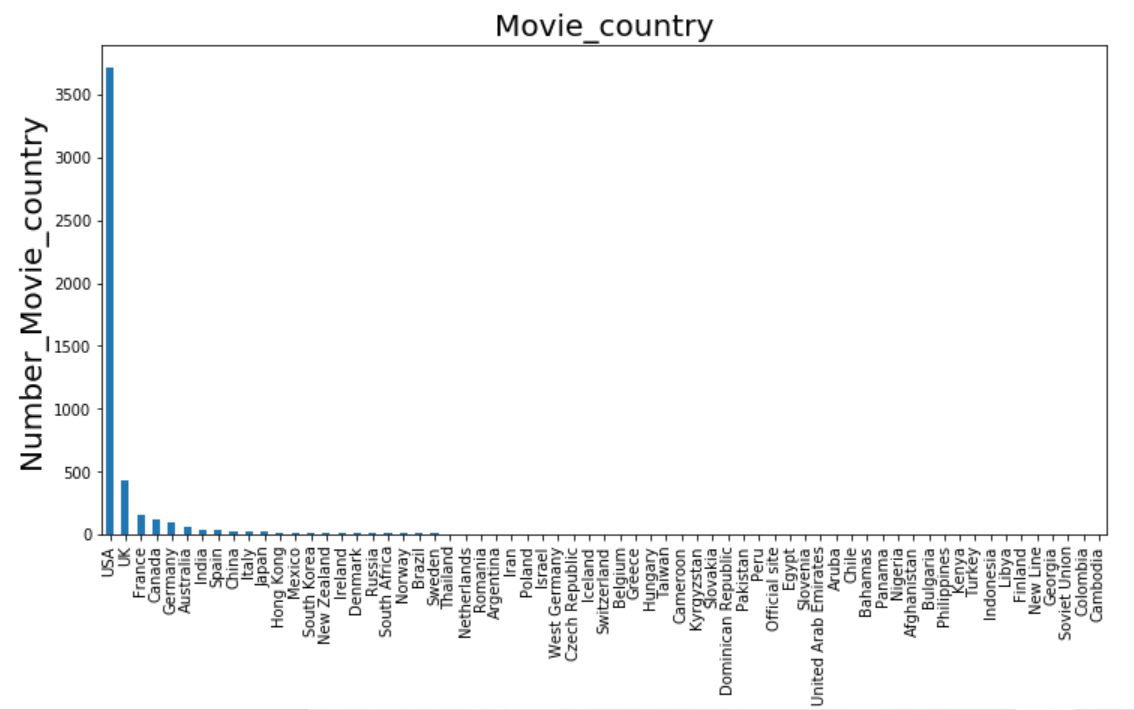 Movie_country
Number_Movie_country
3500
3000
2500
2000
1500
1000
500
0
USA
UK
France
Canada
Germany
Australia
India
Spain
China
Italy
Japan
Hong Kong
Mexico
South Korea
New Zealand
Ireland
Denmark
Russia
South Africa
Norway
Brazil
Sweden
Thailand
Netherlands
Romania
Argentina
Iran
Poland
Israel
West Germany
Czech Republic
Iceland
Switzerland
Belgium
Greece
Hungary
Taiwan
Cameroon
Kyrgyzstan
Slovakia
Dominican Republic
Pakistan
Peru
Official site
Egypt
Slovenia
United Arab Emirates
Aruba
Chile
Bahamas
Panama
Nigeria
Afghanistan
Bulgaria
Philippines
Kenya
Turkey
Indonesia
Libya
Finland
New Line
Georgia
Soviet Union
Colombia
Cambodia